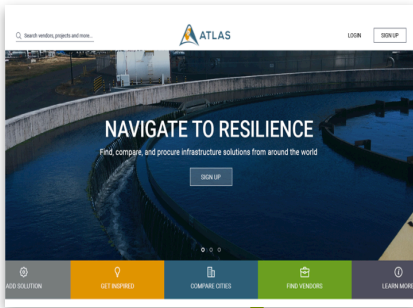 Search vendors, projects and more...
ATLAS
LOGIN
SIGN UP
NAVIGATE TO RESILIENCE
Find, compare, and procure infrastructure solutions from around the world
SIGN UP
ADD SOLUTION
GET INSPIRED
COMPARE CITIES
FIND VENDORS
LEARN MORE